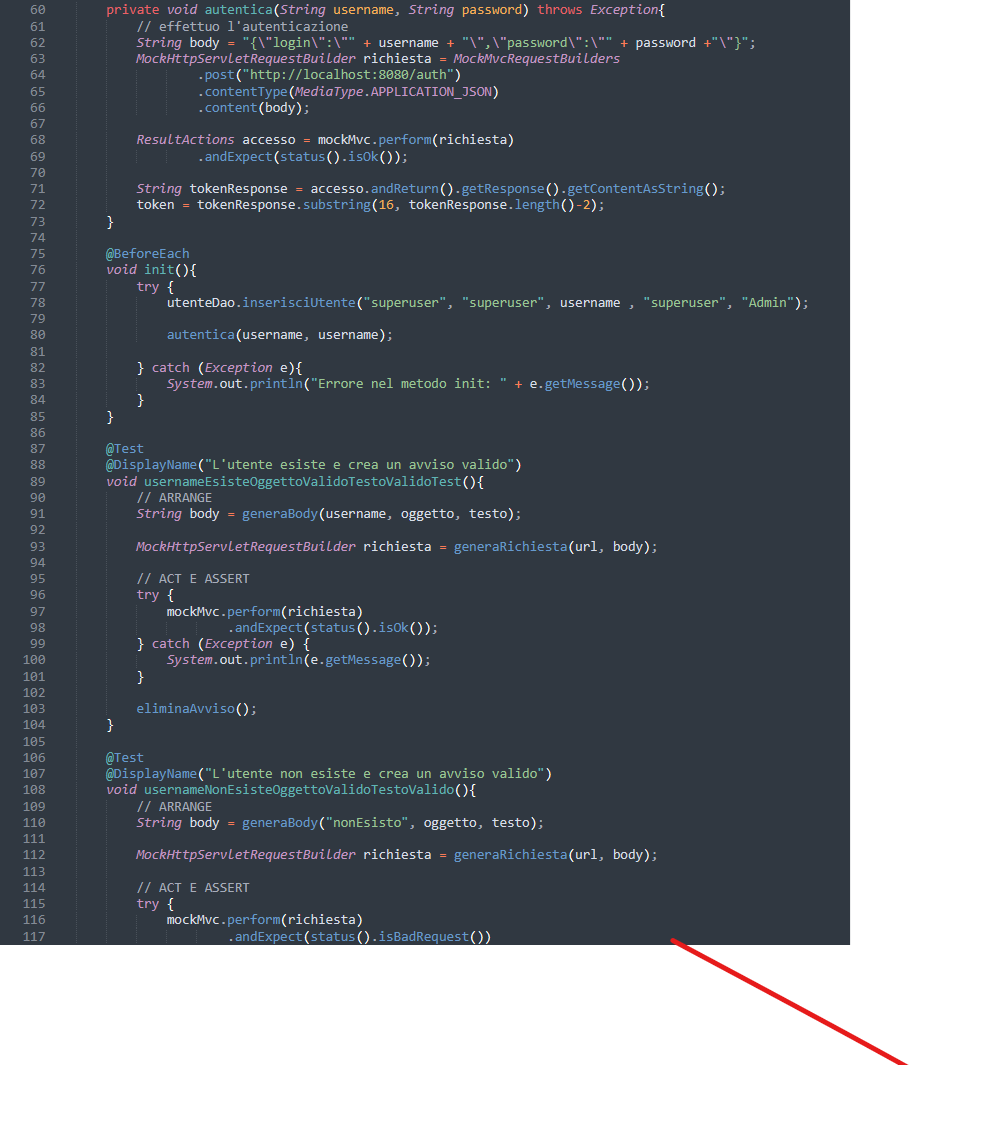 60 private void autentica(String username, String password) throws Exception{
61 // effettuo l'autenticazione
62 String body = "{\"login\":\"" + username + "\",\"password\":\"" + password +"\"}";
63 MockHttpServletRequestBuilder richiesta = MockMvcRequestBuilders
64 .post("http://localhost:8080/auth")
65 .contentType(MediaType.APPLICATION_JSON)
66 .content(body);
67
68 ResultActions accesso = mockMvc.perform(richiesta)
69 .andExpect(status().isOk());
70
71 String tokenResponse = accesso.andReturn().getResponse().getContentAsString();
72 token = tokenResponse.substring(16, tokenResponse.length()-2);
73 }
74
75 @BeforeEach
76 void init(){
77 try {
78 utenteDao.inserisciUtente("superuser", "superuser", username , "superuser", "Admin");
79
80 autentica(username, username);
81
82 } catch (Exception e){
83 System.out.println("Errore nel metodo init: " + e.getMessage());
84 }
85 }
86
87 @Test
88 @DisplayName("L'utente esiste e crea un avviso valido")
89 void usernameEsisteOggettoValidoTestoValidoTest(){
90 // ARRANGE
91 String body = generaBody(username, oggetto, testo);
92
93 MockHttpServletRequestBuilder richiesta = generaRichiesta(url, body);
94
95 // ACT E ASSERT
96 try {
97 mockMvc.perform(richiesta)
98 .andExpect(status().isOk());
99 } catch (Exception e) {
100 System.out.println(e.getMessage());
101 }
102
103 eliminaAvviso();
104 }
105
106 @Test
107 @DisplayName("L'utente non esiste e crea un avviso valido")
108 void usernameNonEsisteOggettoValidoTestoValido(){
109 // ARRANGE
110 String body = generaBody("nonEsisto", oggetto, testo);
111
112 MockHttpServletRequestBuilder richiesta = generaRichiesta(url, body);
113
114 // ACT E ASSERT
115 try {
116 mockMvc.perform(richiesta)
117 .andExpect(status().isBadRequest())